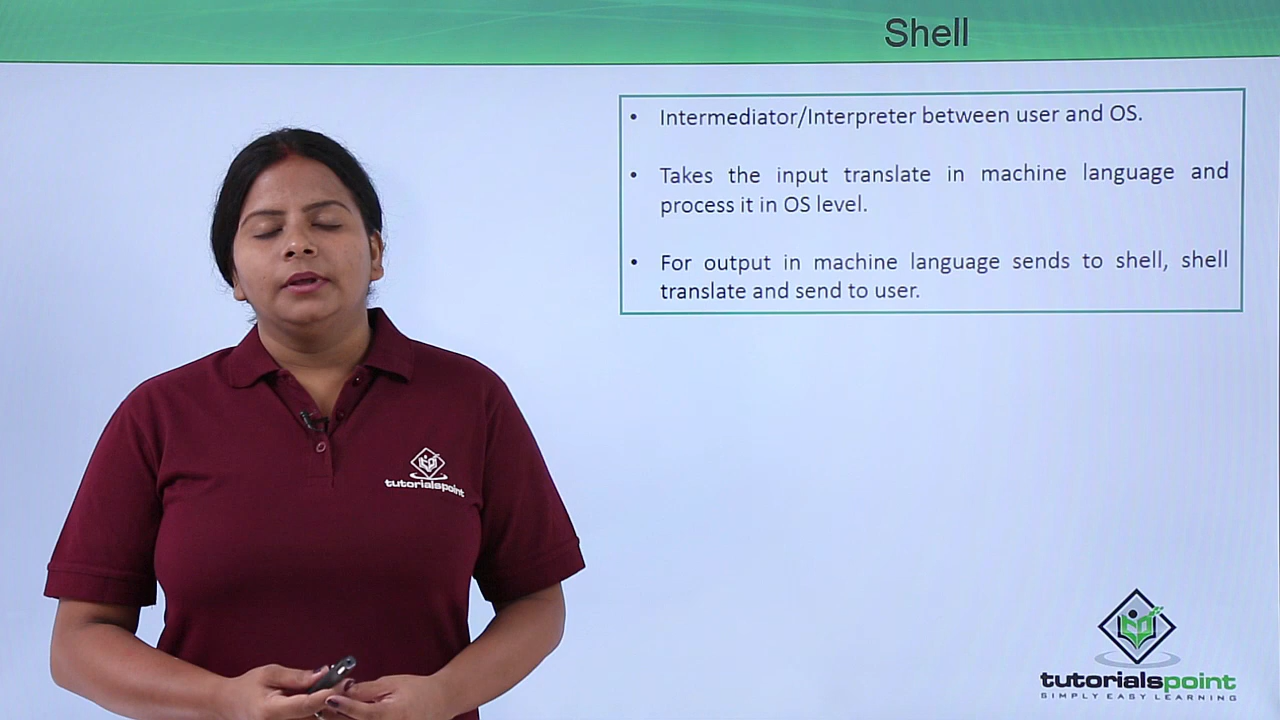 Shell
• Intermediator/Interpreter between user and OS.
• Takes the input translate in machine language and
process it in OS level.
• For output in machine language sends to shell, shell
translate and send to user.
tutorialspoint
tutorialspoint
SIMPLY EASY LEARNING